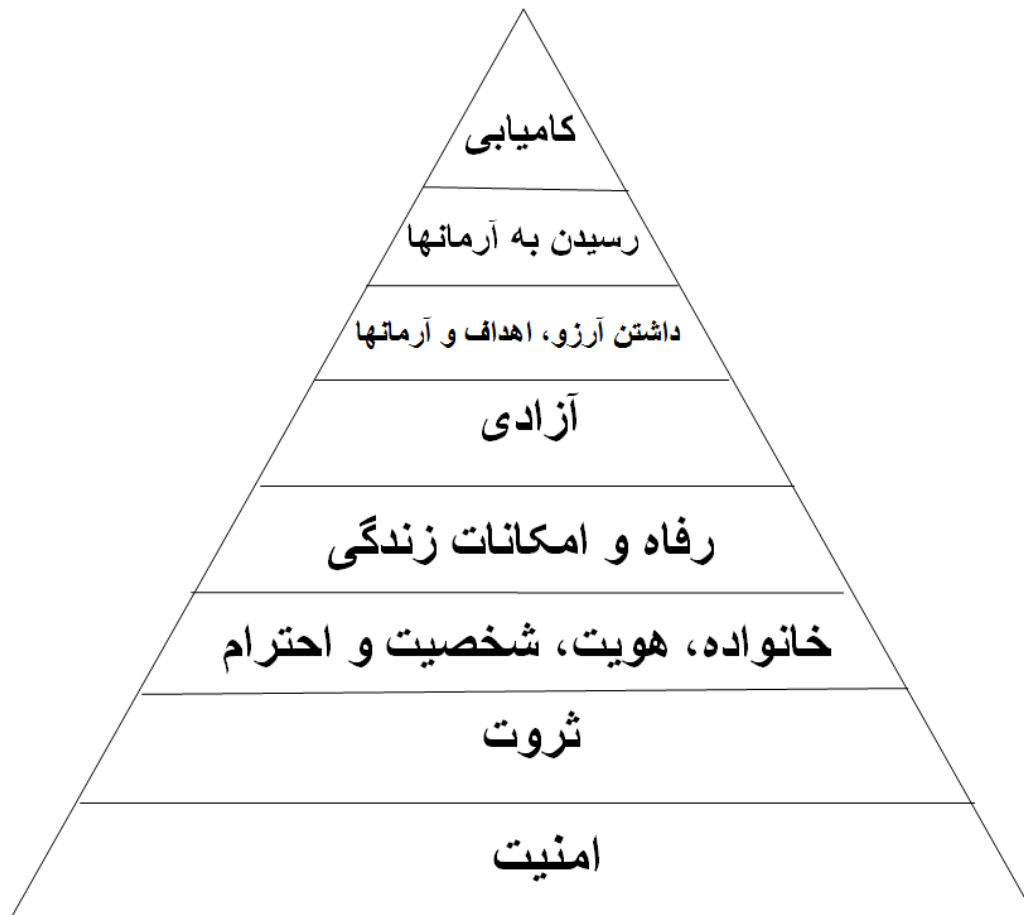 کامیابی
رسیدن به آرمانها
داشتن آرزو، اهداف و آرمانها
آزادی
رفاه و امکانات زندگی
خانواده، هویت، شخصیت و احترام
ثروت
امنیت